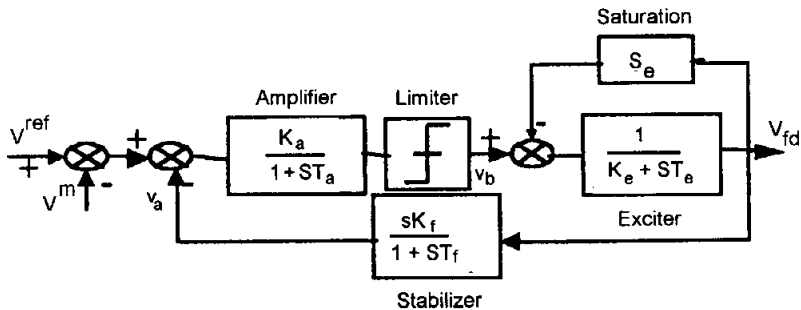 Saturation
S_e
Amplifier
Limiter
V^ref
+
-
V^m
+
-
v_a
K_a
1+ST_a
+
-
v_b
1
K_e + ST_e
V_fd
Exciter
sK_f
1 + ST_f
Stabilizer